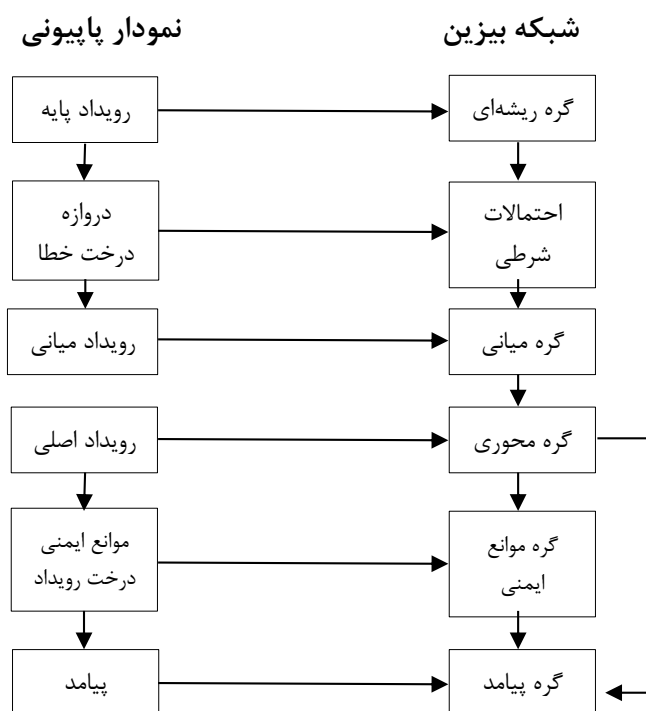 شبکه بیزین
نمودار پاپیونی
گره ریشه‌ای
رویداد پایه
احتمالات
شرطی
دروازه
درخت خطا
گره میانی
رویداد میانی
گره محوری
رویداد اصلی
گره موانع
ایمنی
موانع ایمنی
درخت رویداد
گره پیامد
پیامد